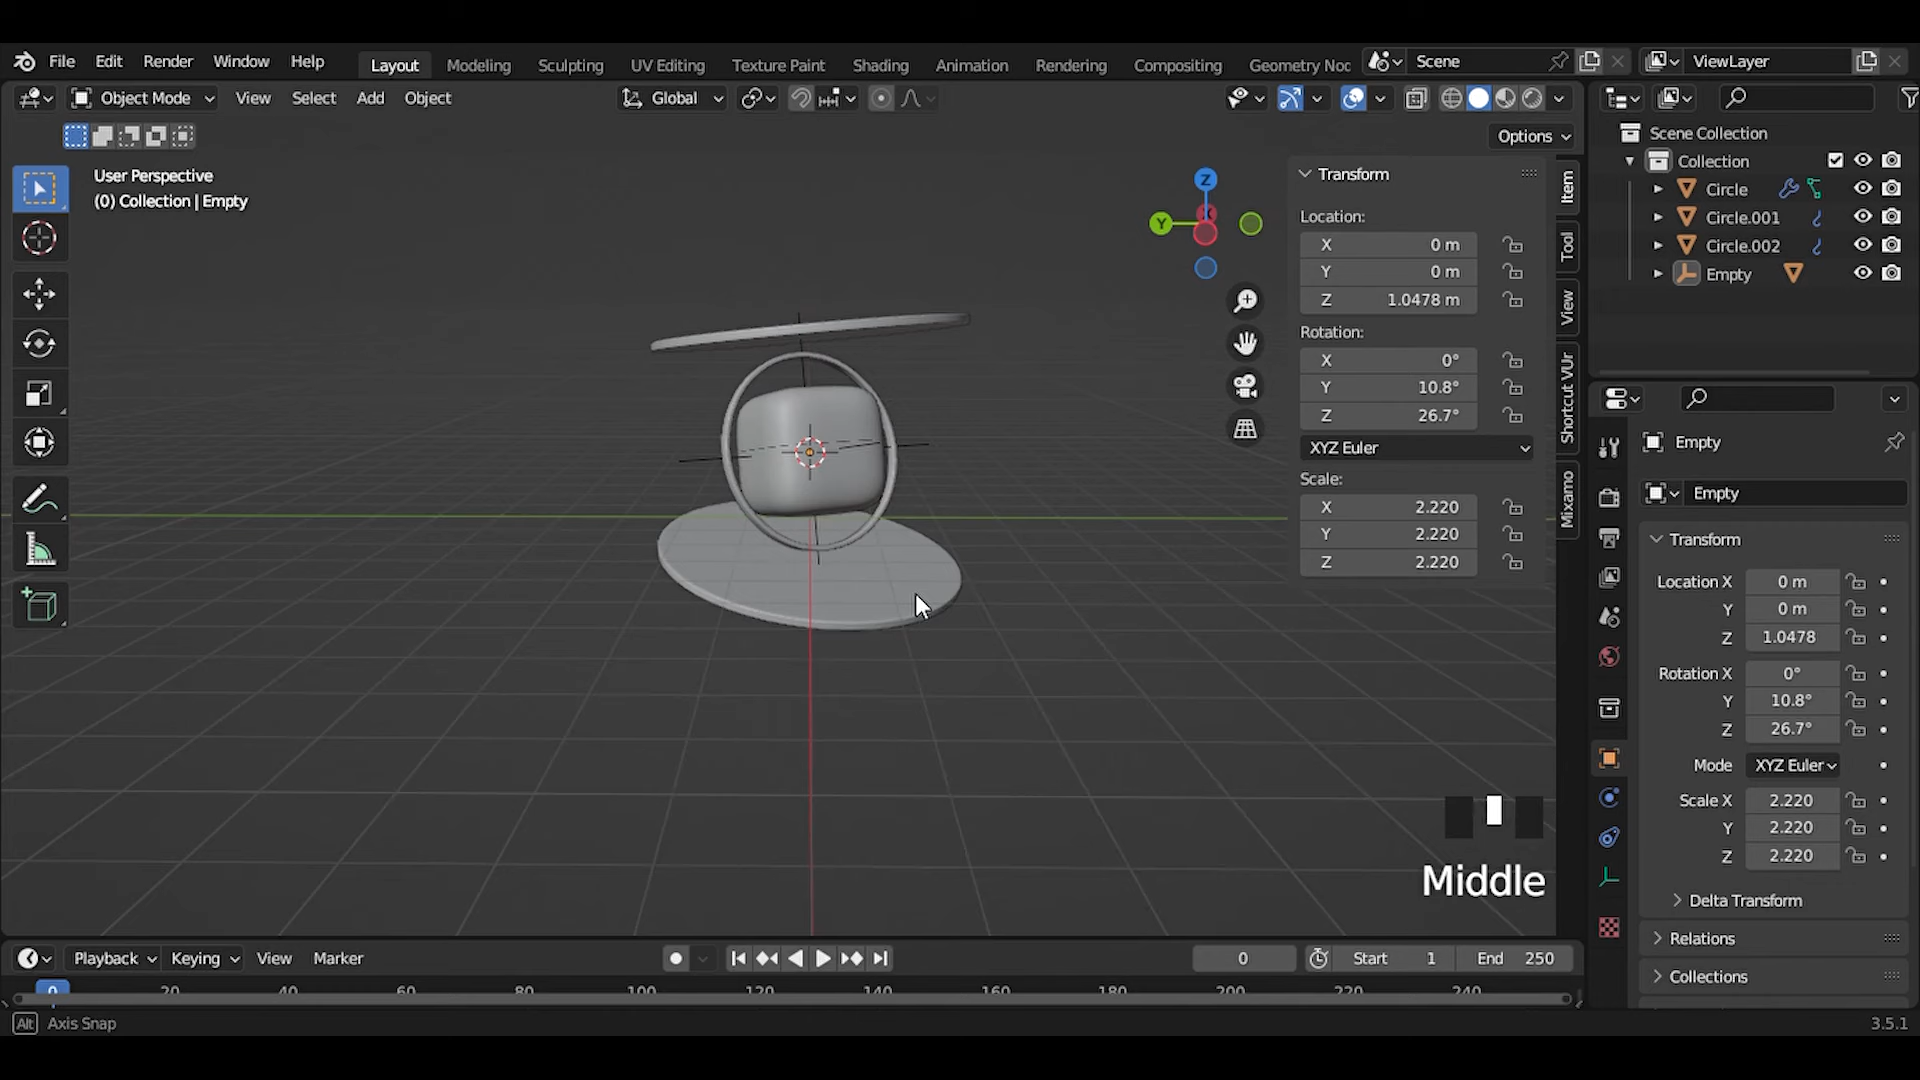 File Edit Render Window Help Layout Modeling Sculpting UV Editing Texture Paint Shading Animation Rendering Compositing Geometry Noc Scene ViewLayer
Object Mode View Select Add Object Global
Options
User Perspective
(0) Collection | Empty
Z
Y
X
Transform
Location:
X 0 m
Y 0 m
Z 1.0478 m
Rotation:
X 0°
Y 10.8°
Z 26.7°
XYZ Euler
Scale:
X 2.220
Y 2.220
Z 2.220
Item
Tool
View
Shortcut VUr
Mixamo
Scene Collection
Collection
Circle
Circle.001
Circle.002
Empty
Empty
Empty
Transform
Location X 0 m
Y 0 m
Z 1.0478
Rotation X 0°
Y 10.8°
Z 26.7°
Mode XYZ Euler
Scale X 2.220
Y 2.220
Z 2.220
Delta Transform
Relations
Collections
Middle
Playback Keying View Marker 0 Start 1 End 250
0 20 40 60 80 100 120 140 160 180 200 220 240
Alt Axis Snap
3.5.1